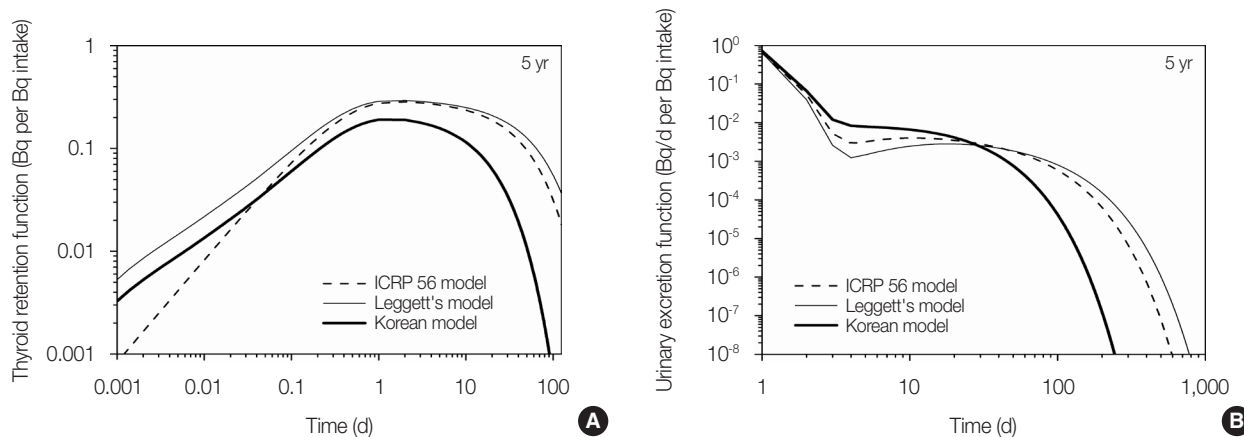 Thyroid retention function (Bq per Bq intake)
1
0.1
0.01
0.001
5 yr
ICRP 56 model
Leggett's model
Korean model
0.001 0.01 0.1 1 10 100
Time (d)
A
Urinary excretion function (Bq/d per Bq intake)
10⁰
10⁻¹
10⁻²
10⁻³
10⁻⁴
10⁻⁵
10⁻⁶
10⁻⁷
10⁻⁸
5 yr
ICRP 56 model
Leggett's model
Korean model
1 10 100 1,000
Time (d)
B